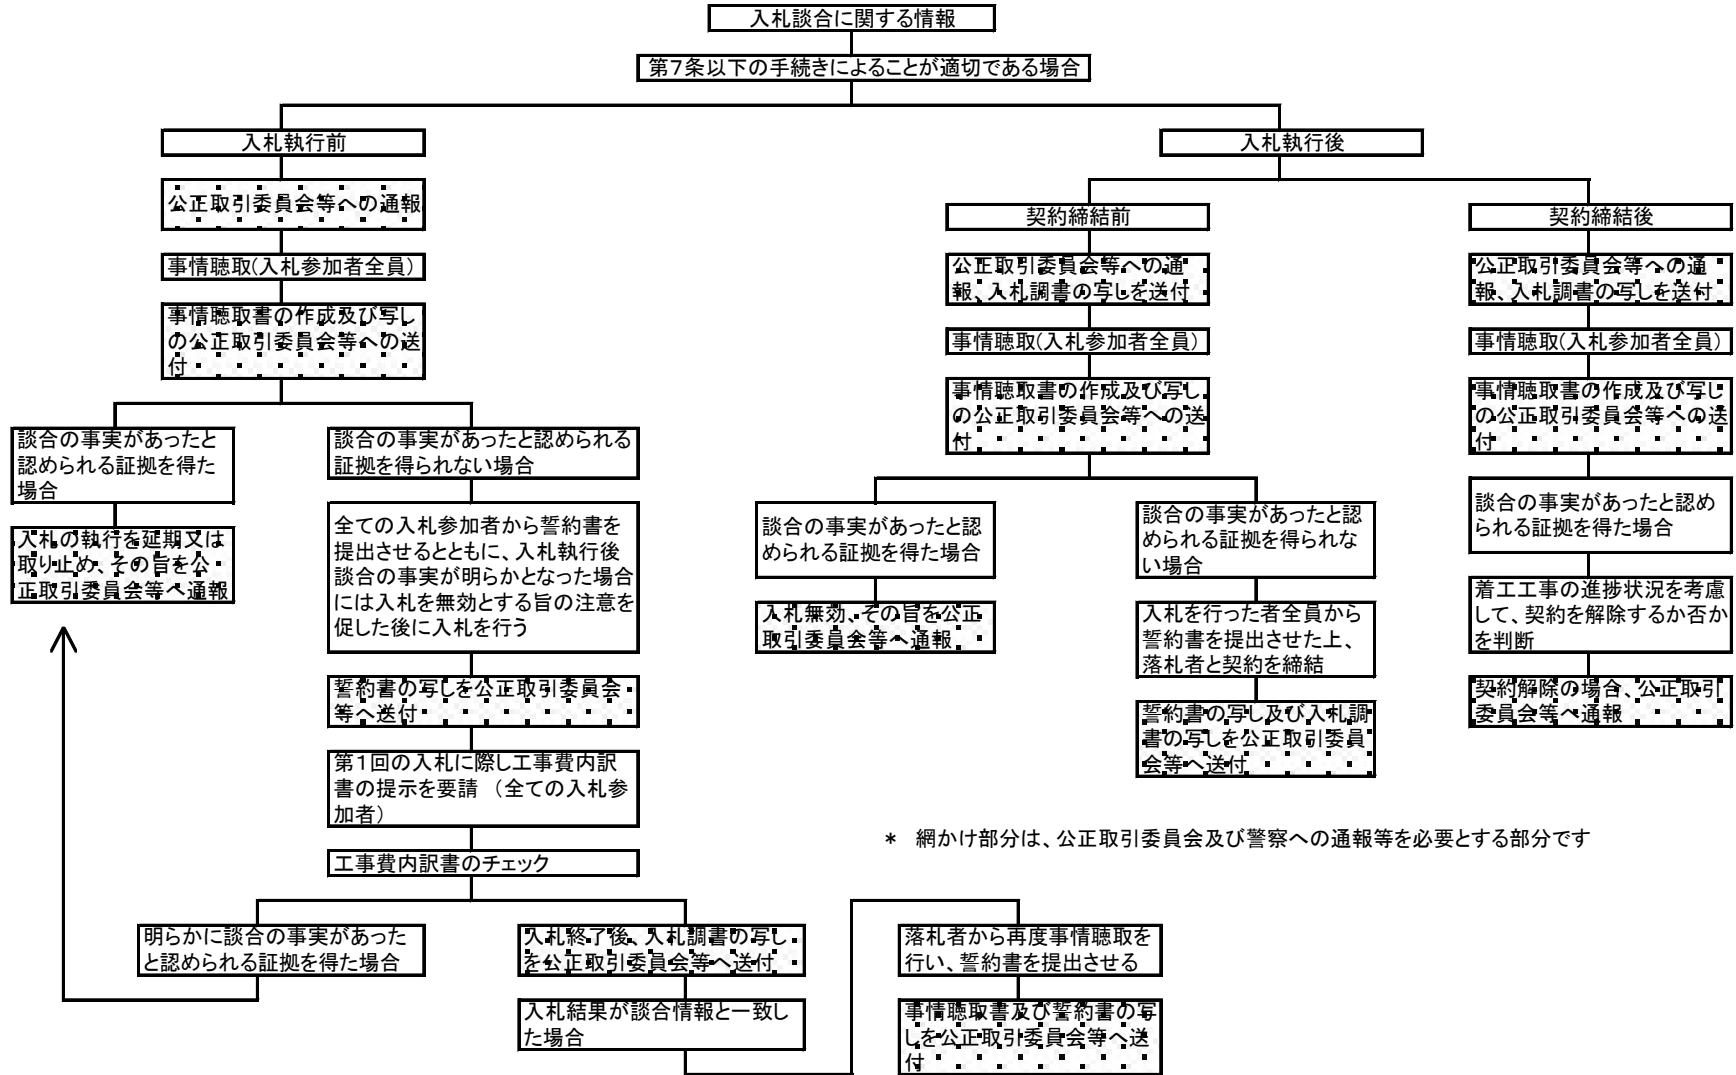 入札談合に関する情報
第7条以下の手続きによることが適切である場合
入札執行前
公正取引委員会等への通報
事情聴取(入札参加者全員)
事情聴取書の作成及び写し
の公正取引委員会等への送
付
談合の事実があったと
認められる証拠を得た
場合
入札の執行を延期又は
取り止め、その旨を公
正取引委員会等へ通報
談合の事実があったと認められる
証拠を得られない場合
全ての入札参加者から誓約書を
提出させるとともに、入札執行後
談合の事実が明らかとなった場合
には入札を無効とする旨の注意を
促した後に入札を行う
誓約書の写しを公正取引委員会
等へ送付
第1回の入札に際し工事費内訳
書の提示を要請 (全ての入札参
加者)
工事費内訳書のチェック
明らかに談合の事実があった
と認められる証拠を得た場合
入札終了後、入札調書の写し
を公正取引委員会等へ送付
入札結果が談合情報と一致し
た場合
落札者から再度事情聴取を
行い、誓約書を提出させる
事情聴取書及び誓約書の写
しを公正取引委員会等へ送
付
入札執行後
契約締結前
公正取引委員会等への通
報、入札調書の写しを送付
事情聴取(入札参加者全員)
事情聴取書の作成及び写し
の公正取引委員会等への送
付
談合の事実があったと認
められる証拠を得た場合
入札無効、その旨を公正
取引委員会等へ通報
談合の事実があったと認
められる証拠を得られな
い場合
入札を行った者全員から
誓約書を提出させた上、
落札者と契約を締結
誓約書の写し及び入札調
書の写しを公正取引委員
会等へ送付
契約締結後
公正取引委員会等への通
報、入札調書の写しを送付
事情聴取(入札参加者全員)
事情聴取書の作成及び写し
の公正取引委員会等への送
付
談合の事実があったと認め
られる証拠を得た場合
着工工事の進捗状況を考慮
して、契約を解除するか否か
を判断
契約解除の場合、公正取引
委員会等へ通報
* 網かけ部分は、公正取引委員会及び警察への通報等を必要とする部分です